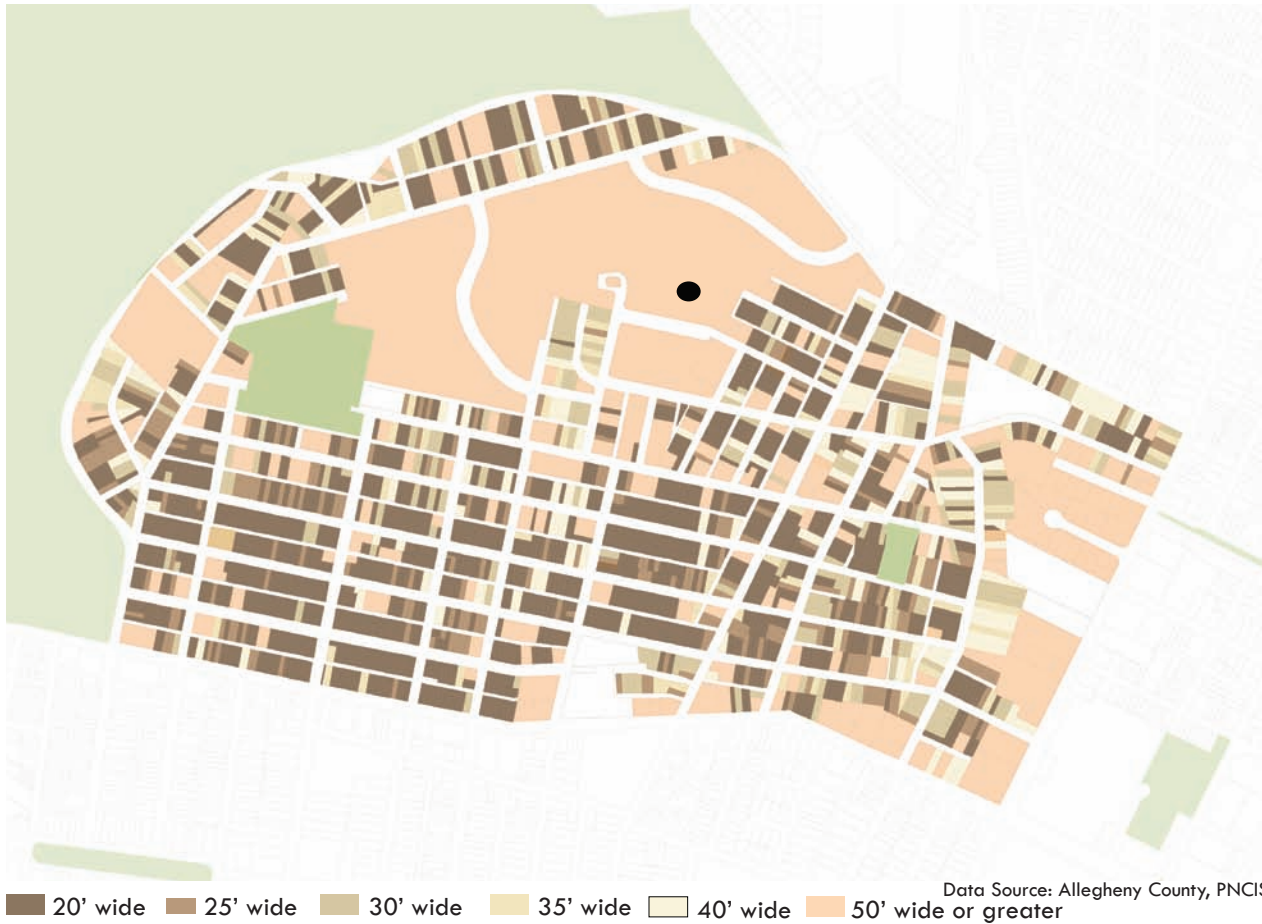 Data Source: Allegheny County, PNCIS
20' wide 25' wide 30' wide 35' wide 40' wide 50' wide or greater